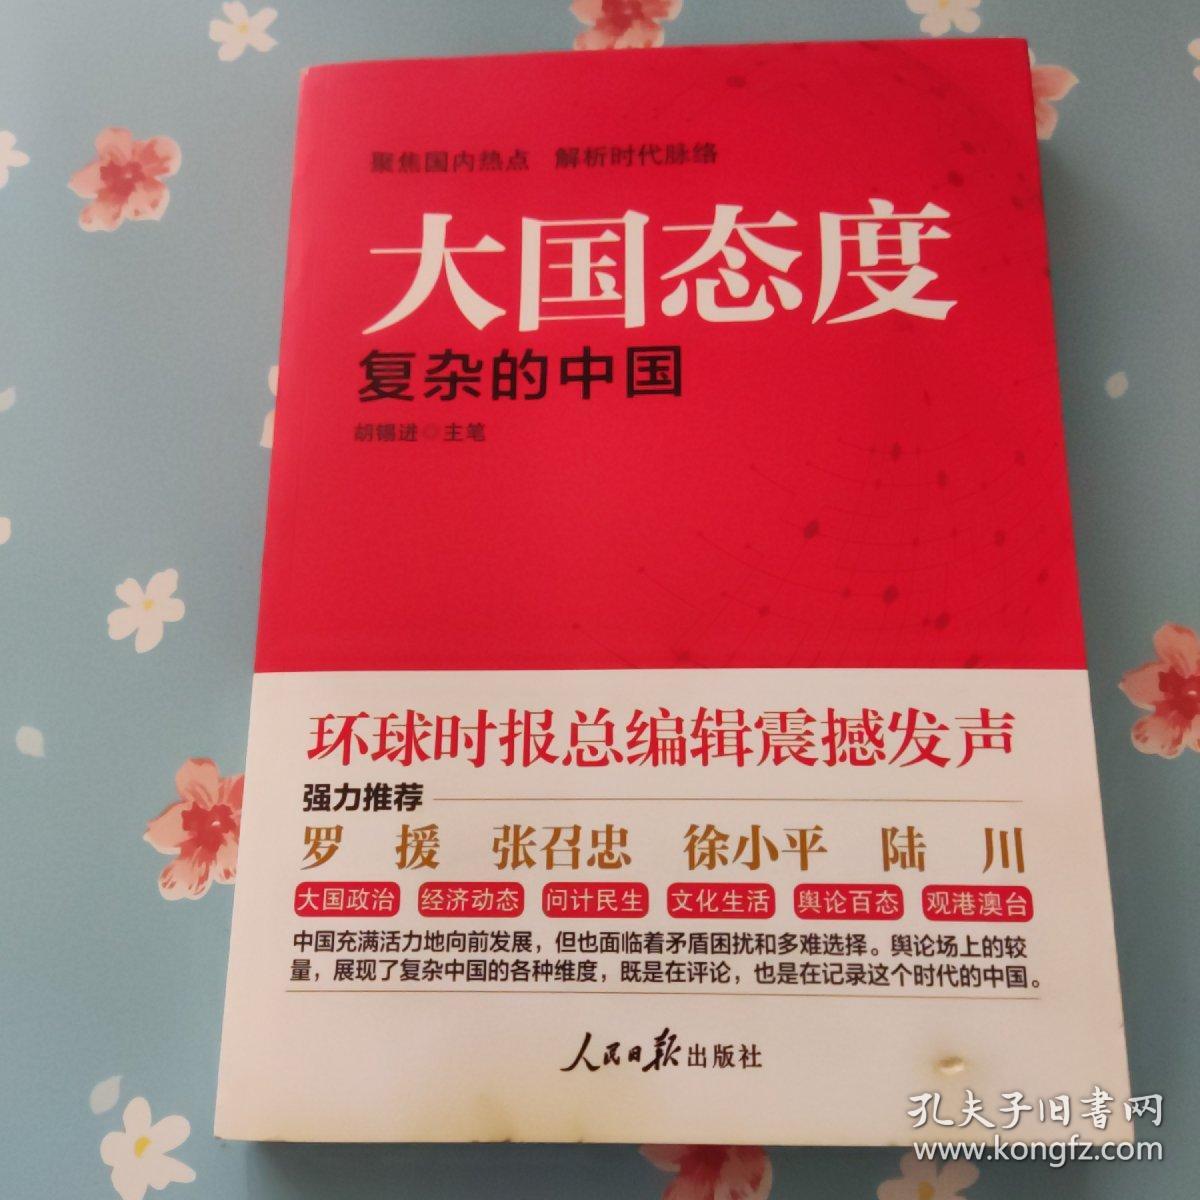 聚焦国内热点 解析时代脉络
大国态度
复杂的中国
胡锡进◎主笔
环球时报总编辑震撼发声
强力推荐
罗援 张召忠 徐小平 陆川
大国政治 经济动态 问计民生 文化生活 舆论百态 观港澳台
中国充满活力地向前发展，但也面临着矛盾困扰和多难选择。舆论场上的较
量，展现了复杂中国的各种维度，既是在评论，也是在记录这个时代的中国。
人民日报出版社
孔夫子旧书网
www.kongfz.com